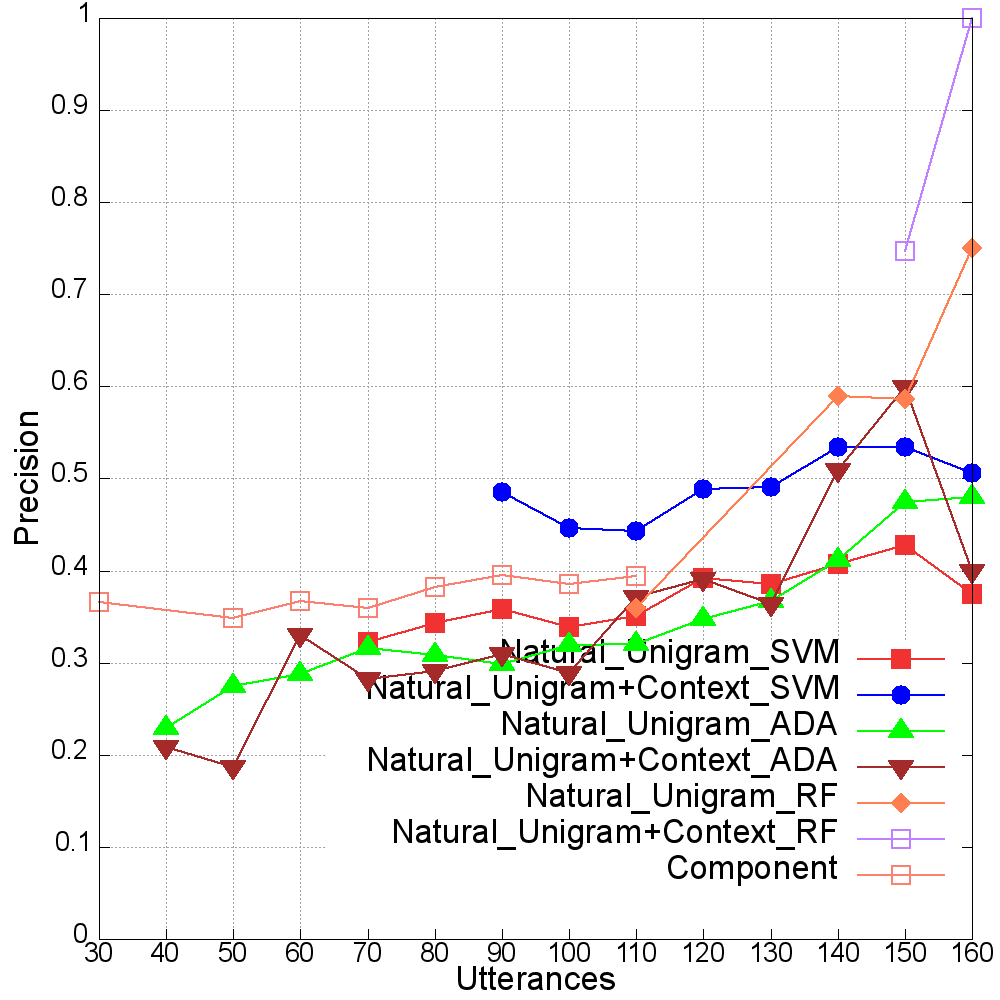 1
0.9
0.8
0.7
0.6
0.5
0.4
0.3
0.2
0.1
0
Precision
Natural_Unigram_SVM
Natural_Unigram+Context_SVM
Natural_Unigram_ADA
Natural_Unigram+Context_ADA
Natural_Unigram_RF
Natural_Unigram+Context_RF
Component
30 40 50 60 70 80 90 100 110 120 130 140 150 160
Utterances